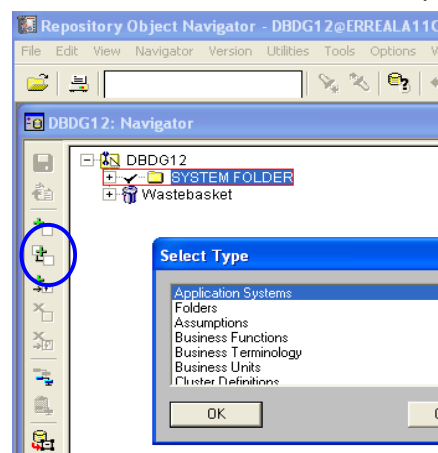 Repository Object Navigator - DBDG12@ERREALA11
File Edit View Navigator Version Utilities Tools Options
DBDG12: Navigator
DBDG12
SYSTEM FOLDER
Wastebasket
Select Type
Application Systems
Folders
Assumptions
Business Functions
Business Terminology
Business Units
Cluster Definitions
OK